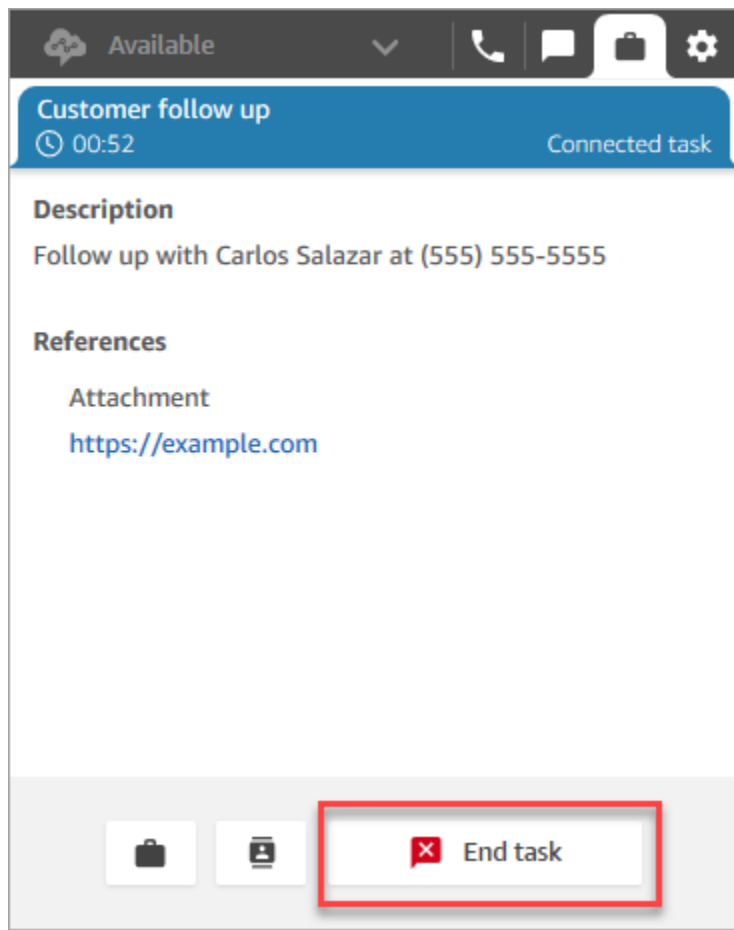 Available
Customer follow up
00:52 Connected task
Description
Follow up with Carlos Salazar at (555) 555-5555
References
Attachment
https://example.com
End task